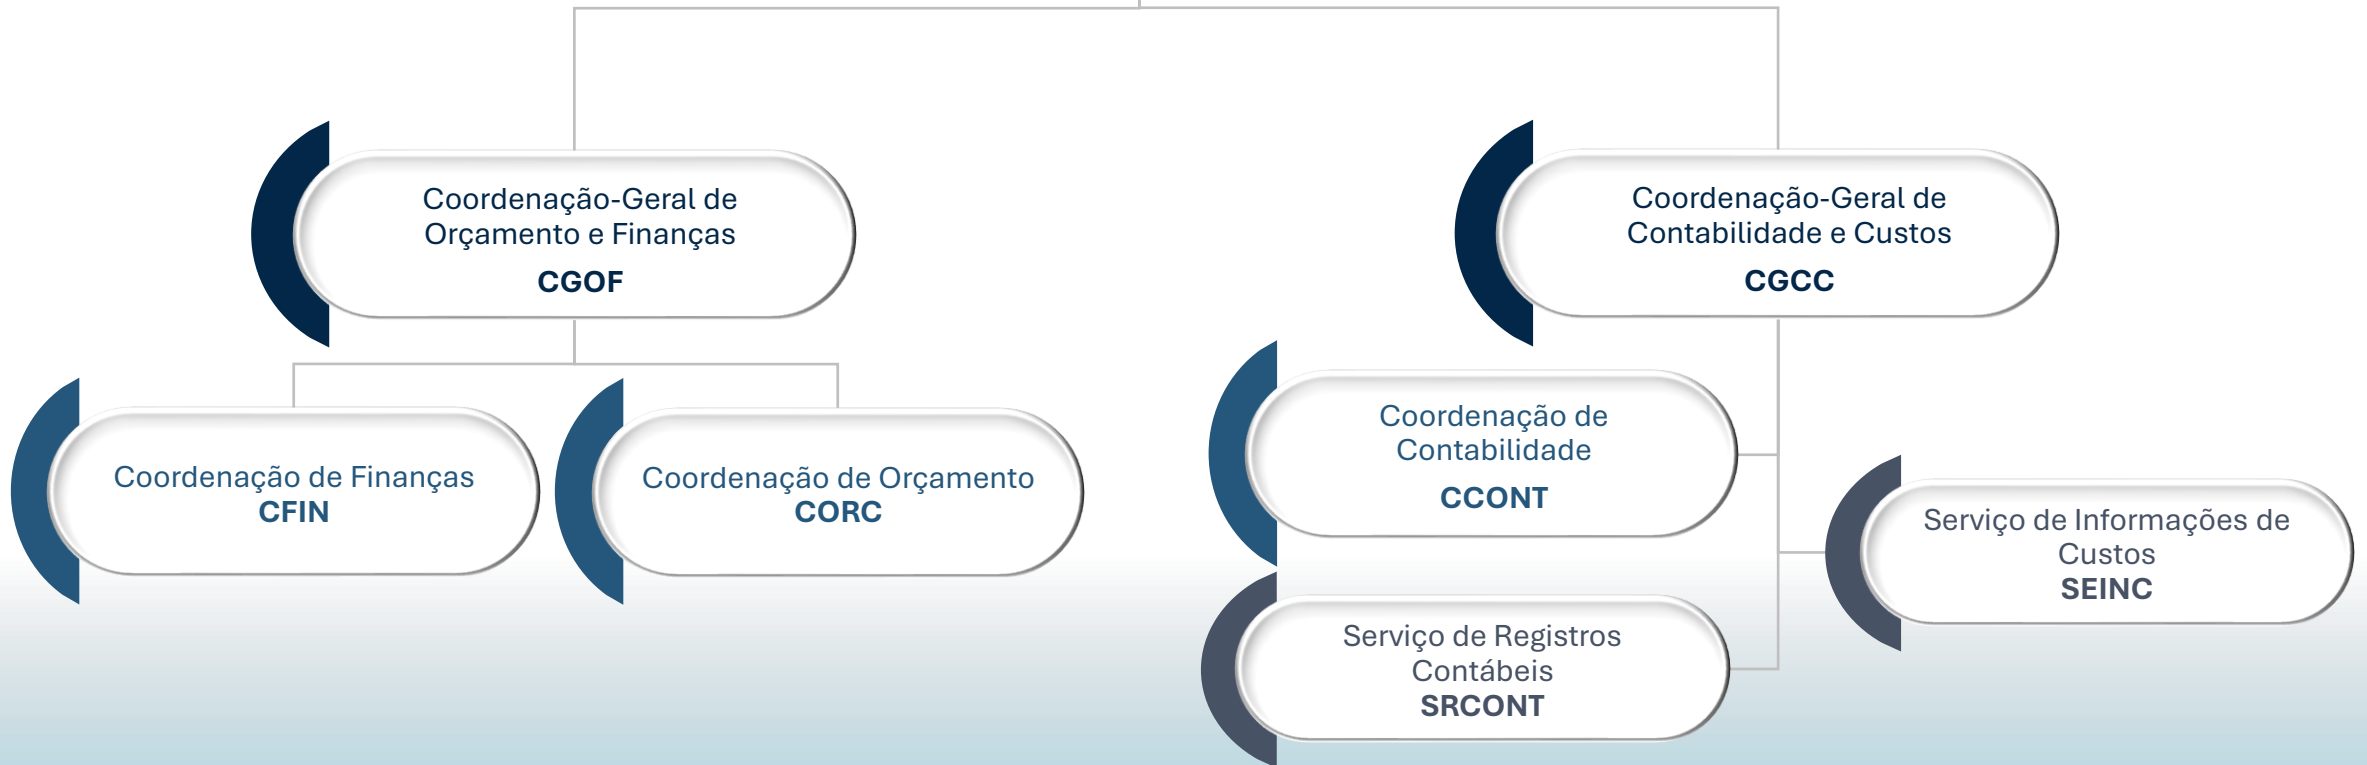 Coordenação-Geral de
Orçamento e Finanças
CGOF
Coordenação-Geral de
Contabilidade e Custos
CGCC
Coordenação de Finanças
CFIN
Coordenação de Orçamento
CORC
Coordenação de
Contabilidade
CCONT
Serviço de Informações de
Custos
SEINC
Serviço de Registros
Contábeis
SRCONT